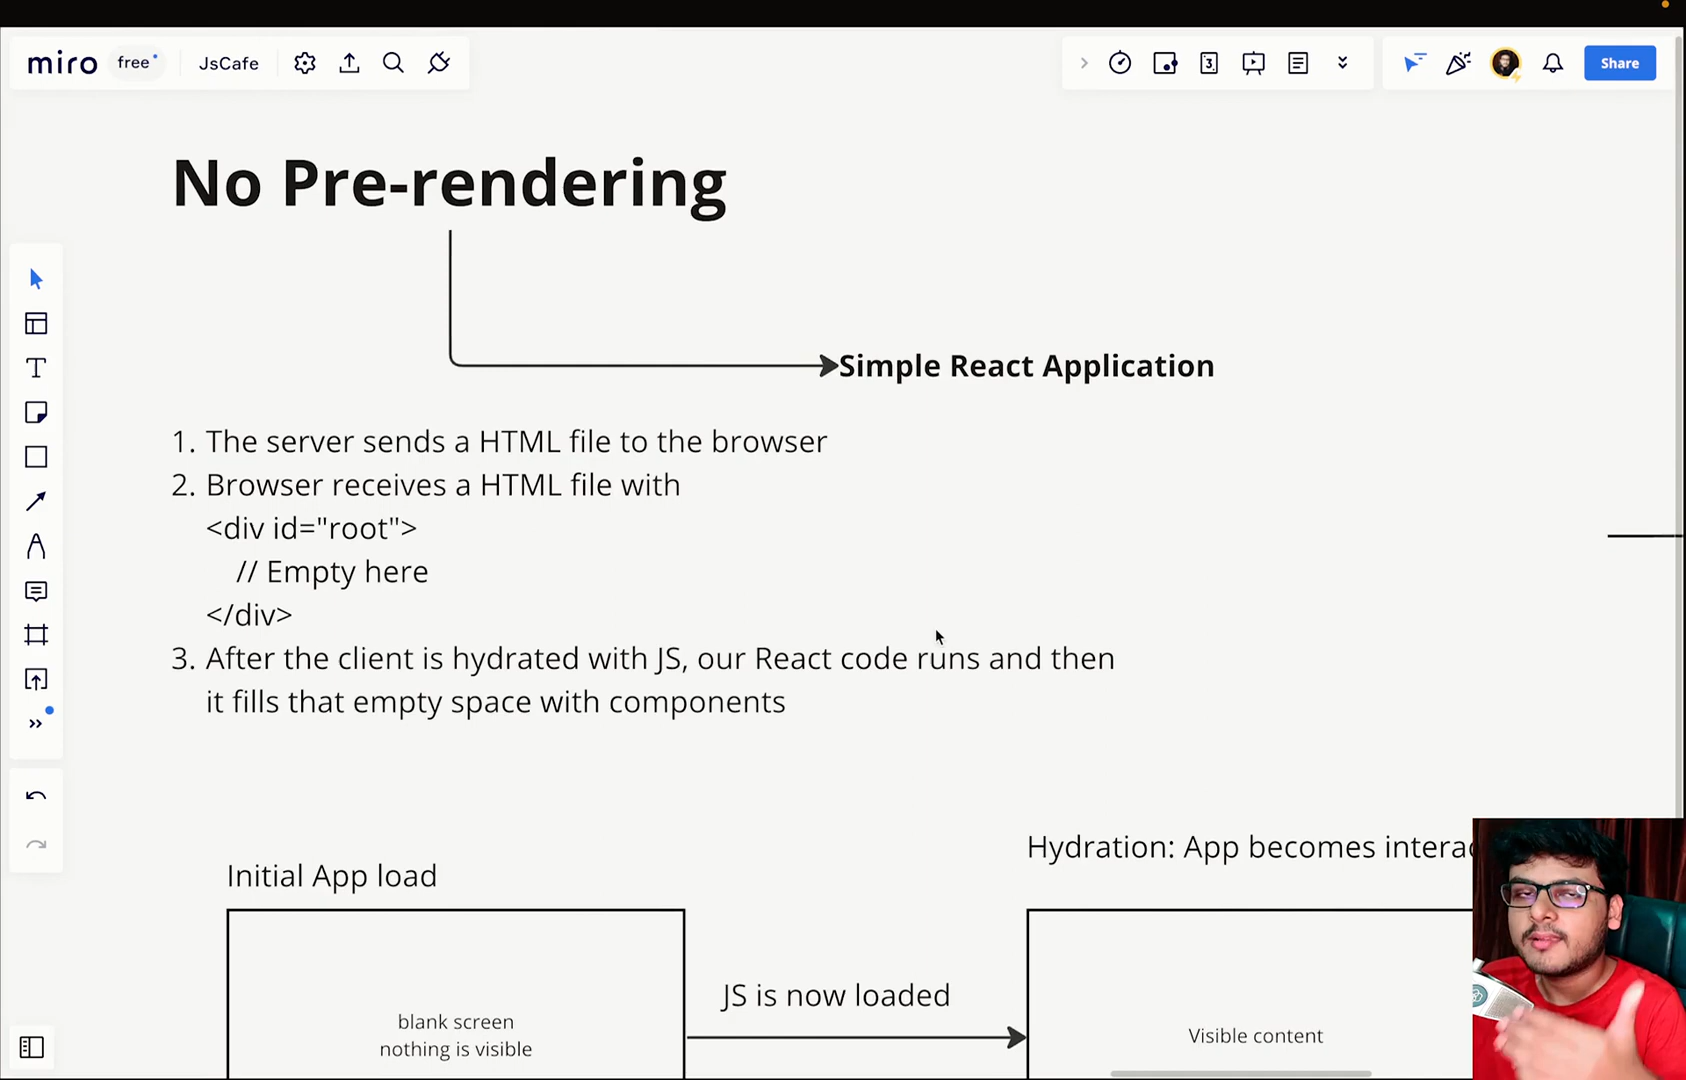 miro
free
JsCafe
3
Share
No Pre-rendering
Simple React Application
1. The server sends a HTML file to the browser
2. Browser receives a HTML file with
<div id="root">
// Empty here
</div>
3. After the client is hydrated with JS, our React code runs and then
it fills that empty space with components
Initial App load
Hydration: App becomes interac
blank screen
nothing is visible
JS is now loaded
Visible content